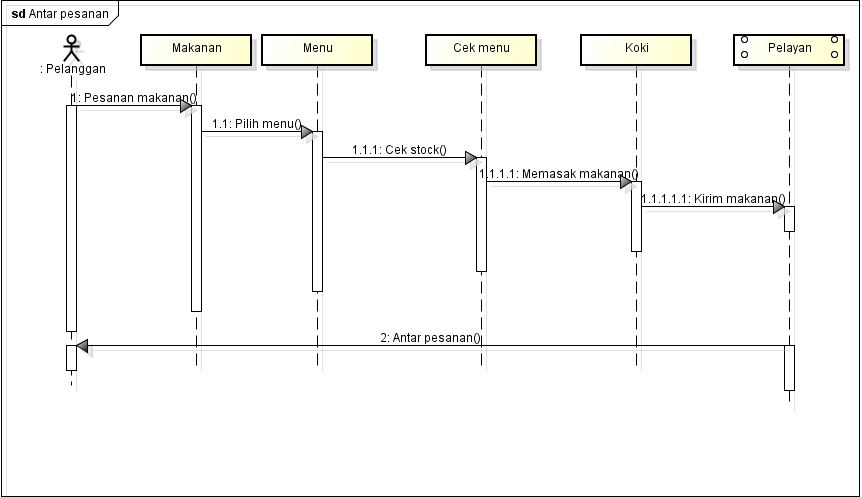 sd Antar pesanan
: Pelanggan
Makanan
Menu
Cek menu
Koki
Pelayan
1: Pesanan makanan()
1.1: Pilih menu()
1.1.1: Cek stock()
1.1.1.1: Memasak makanan()
1.1.1.1.1: Kirim makanan()
2: Antar pesanan()